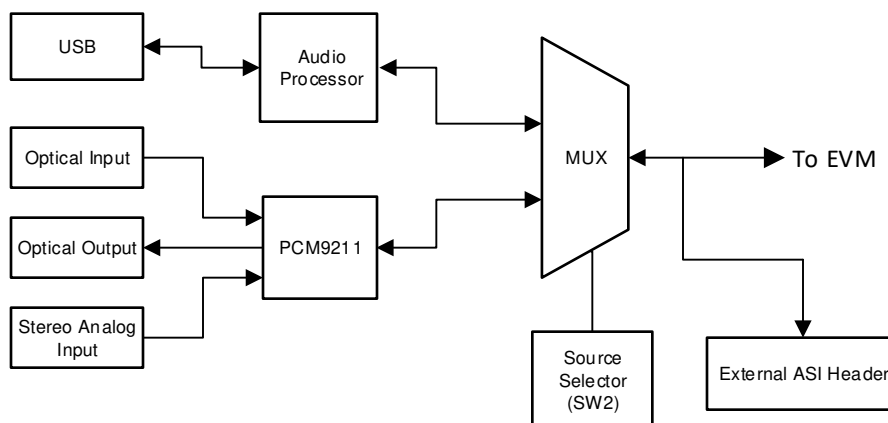 USB
Audio
Processor
Optical Input
MUX
To EVM
Optical Output
PCM9211
Stereo Analog
Input
Source
Selector
(SW2)
External ASI Header